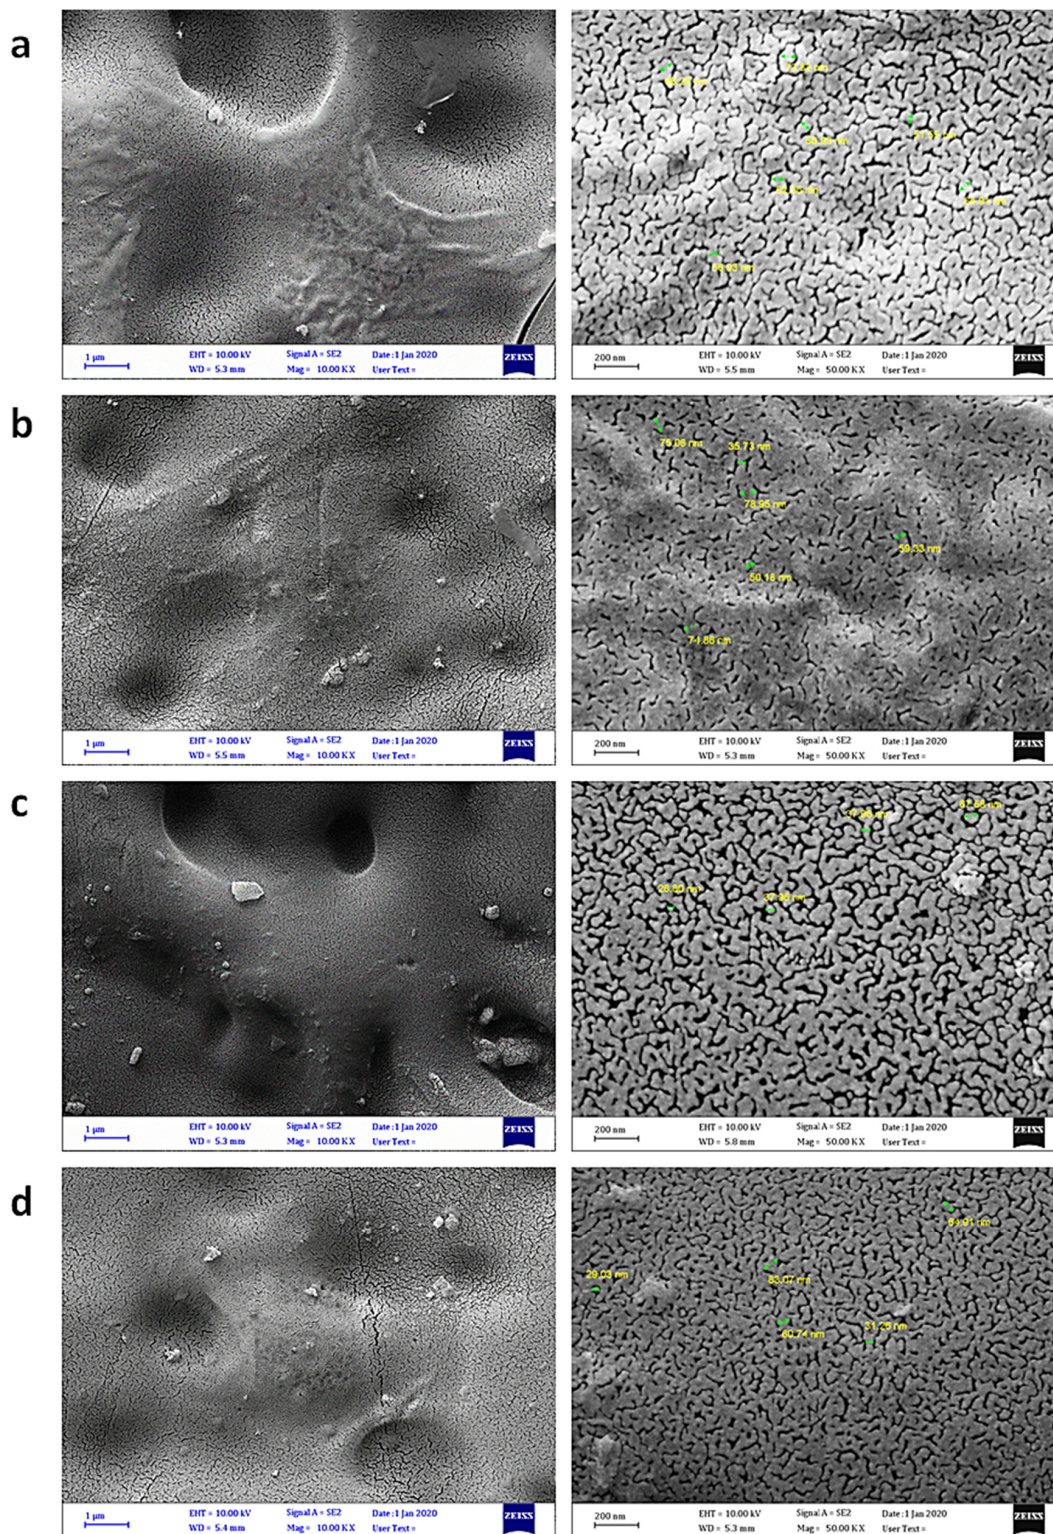 a
73.82 nm
1 µm
EHT = 10.00 kV Signal A = SE2 Date :1 Jan 2020
WD = 5.3 mm Mag = 10.00 KX User Text =
ZEISS
200 nm
EHT = 10.00 kV Signal A = SE2 Date :1 Jan 2020
WD = 5.5 mm Mag = 50.00 KX User Text =
ZEISS
b
75.06 nm
35.73 nm
78.95 nm
59.33 nm
50.18 nm
1 µm
EHT = 10.00 kV Signal A = SE2 Date :1 Jan 2020
WD = 5.5 mm Mag = 10.00 KX User Text =
ZEISS
200 nm
EHT = 10.00 kV Signal A = SE2 Date :1 Jan 2020
WD = 5.3 mm Mag = 50.00 KX User Text =
ZEISS
c
1 µm
EHT = 10.00 kV Signal A = SE2 Date :1 Jan 2020
WD = 5.3 mm Mag = 10.00 KX User Text =
ZEISS
200 nm
EHT = 10.00 kV Signal A = SE2 Date :1 Jan 2020
WD = 5.8 mm Mag = 50.00 KX User Text =
ZEISS
d
29.03 nm
60.74 nm
31.26 nm
1 µm
EHT = 10.00 kV Signal A = SE2 Date :1 Jan 2020
WD = 5.4 mm Mag = 10.00 KX User Text =
ZEISS
200 nm
EHT = 10.00 kV Signal A = SE2 Date :1 Jan 2020
WD = 5.3 mm Mag = 50.00 KX User Text =
ZEISS